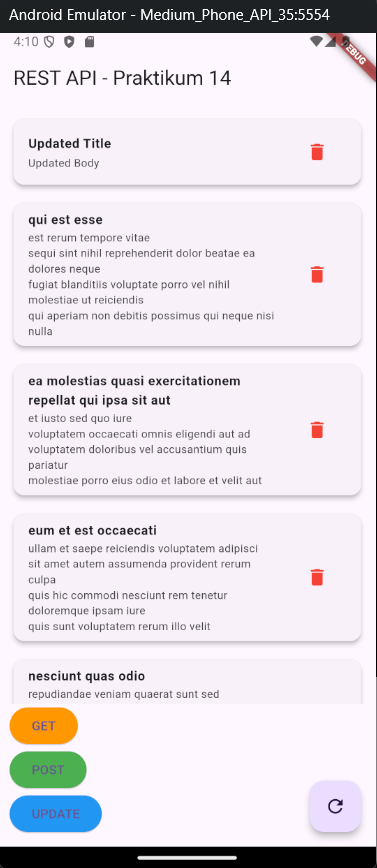 Android Emulator - Medium_Phone_API_35:5554
4:10
DEBUG
REST API - Praktikum 14
Updated Title
Updated Body
qui est esse
est rerum tempore vitae
sequi sint nihil reprehenderit dolor beatae ea
dolores neque
fugiat blanditiis voluptate porro vel nihil
molestiae ut reiciendis
qui aperiam non debitis possimus qui neque nisi
nulla
ea molestias quasi exercitationem
repellat qui ipsa sit aut
et iusto sed quo iure
voluptatem occaecati omnis eligendi aut ad
voluptatem doloribus vel accusantium quis
pariatur
molestiae porro eius odio et labore et velit aut
eum et est occaecati
ullam et saepe reiciendis voluptatem adipisci
sit amet autem assumenda provident rerum
culpa
quis hic commodi nesciunt rem tenetur
doloremque ipsam iure
quis sunt voluptatem rerum illo velit
nesciunt quas odio
repudiandae veniam quaerat sunt sed
GET
POST
UPDATE